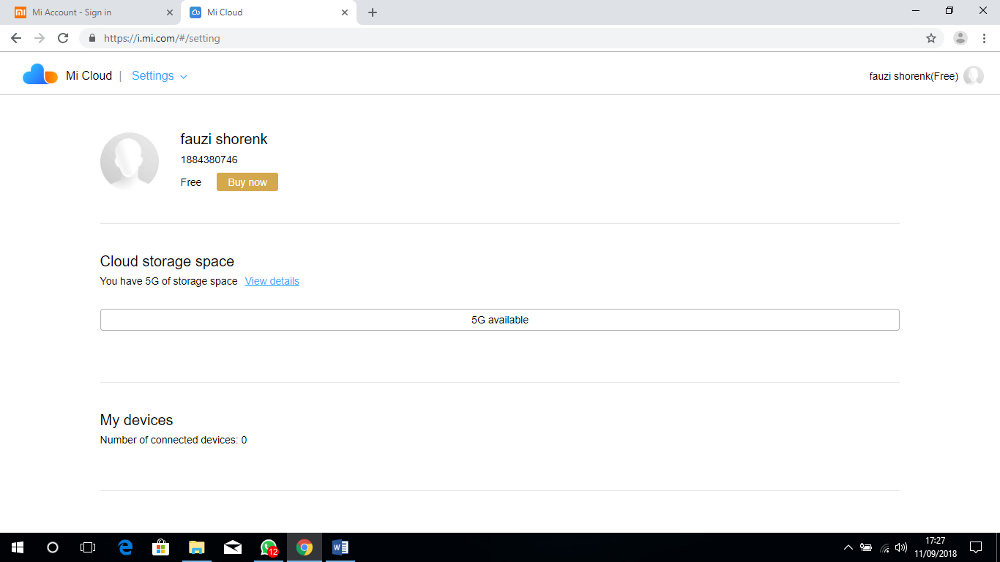 Mi Account - Sign in
Mi Cloud
https://i.mi.com/#/setting
Mi Cloud | Settings
fauzi shorenk(Free)
fauzi shorenk
1884380746
Free Buy now
Cloud storage space
You have 5G of storage space View details
5G available
My devices
Number of connected devices: 0
12
17:27
11/09/2018